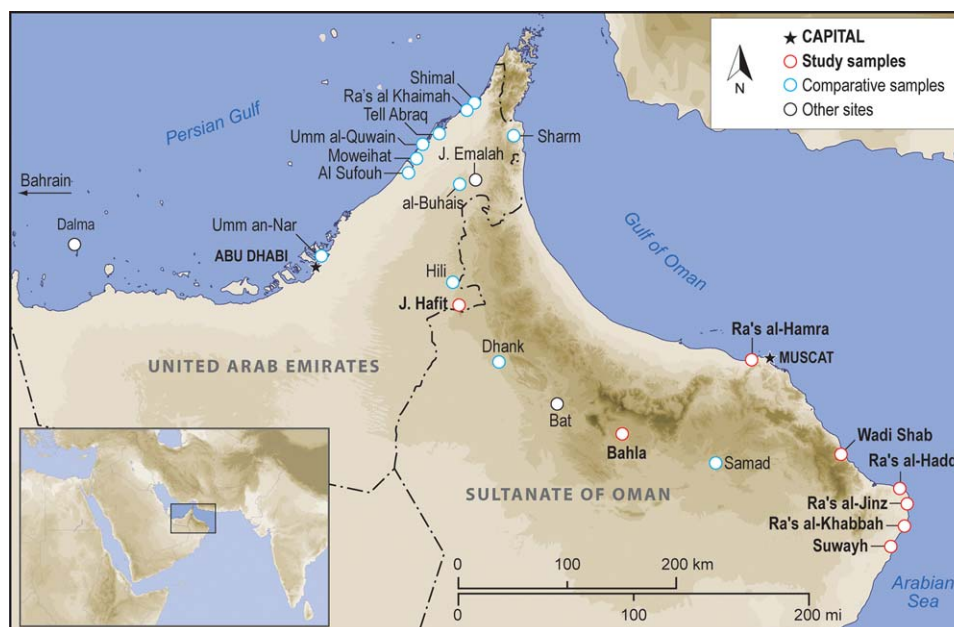 CAPITAL
Study samples
Comparative samples
Other sites
N
Shimal
Ra's al Khaimah
Tell Abraq
Umm al-Quwain
Moweihat
Al Sufouh
J. Emalah
Sharm
al-Buhais
Persian Gulf
Bahrain
Dalma
Umm an-Nar
ABU DHABI
Hili
J. Hafit
Gulf of Oman
Dhank
UNITED ARAB EMIRATES
Ra's al-Hamra
MUSCAT
Bat
Bahla
Samad
Wadi Shab
Ra's al-Hadd
SULTANATE OF OMAN
Ra's al-Jinz
Ra's al-Khabbah
Suwayh
Arabian
Sea
0 100 200 km
0 100 200 mi